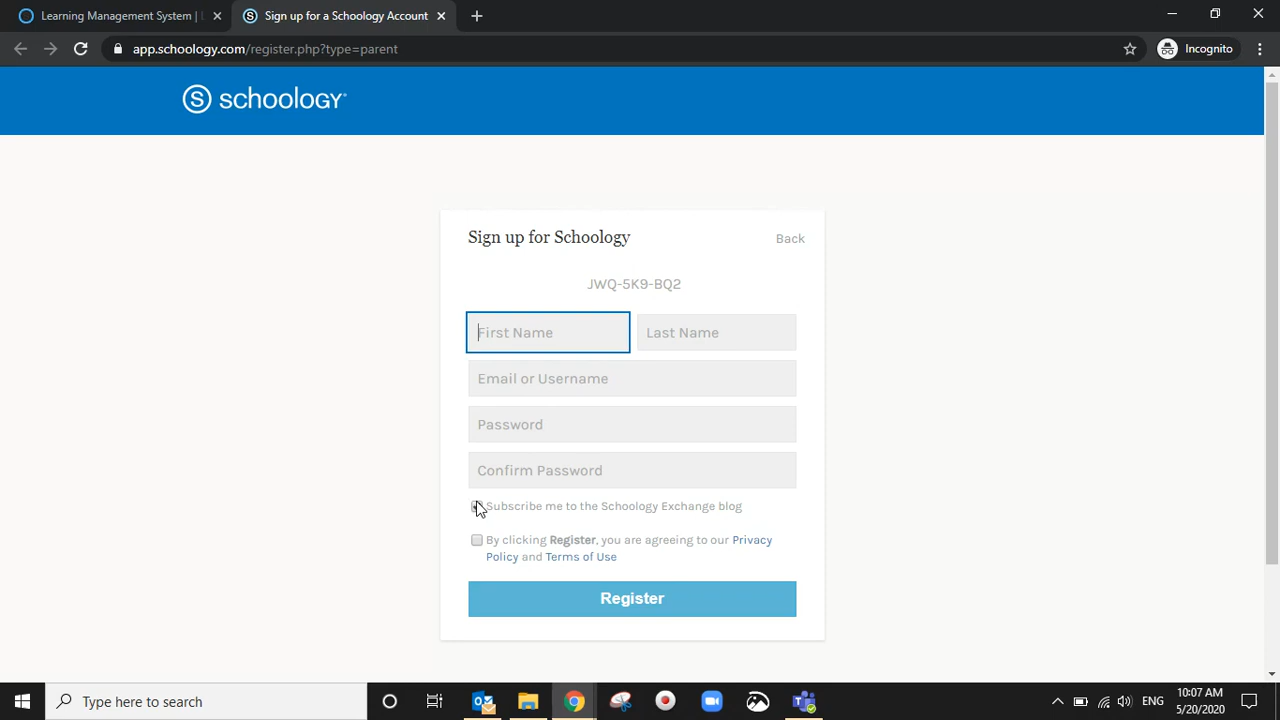 Learning Management System | L
Sign up for a Schoology Account
app.schoology.com/register.php?type=parent
Incognito
S schoology
Sign up for Schoology
Back
JWQ-5K9-BQ2
First Name
Last Name
Email or Username
Password
Confirm Password
Subscribe me to the Schoology Exchange blog
By clicking Register, you are agreeing to our Privacy
Policy and Terms of Use
Register
Type here to search
ENG
10:07 AM
5/20/2020